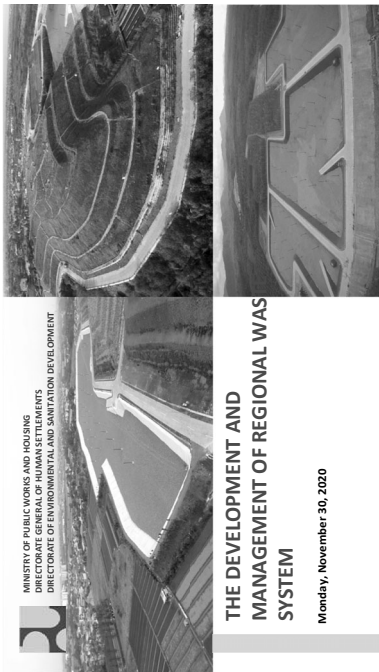 MINISTRY OF PUBLIC WORKS AND HOUSING
DIRECTORATE GENERAL OF HUMAN SETTLEMENTS
DIRECTORATE OF ENVIRONMENTAL AND SANITATION DEVELOPMENT
THE DEVELOPMENT AND
MANAGEMENT OF REGIONAL WAS
SYSTEM
Monday, November 30, 2020